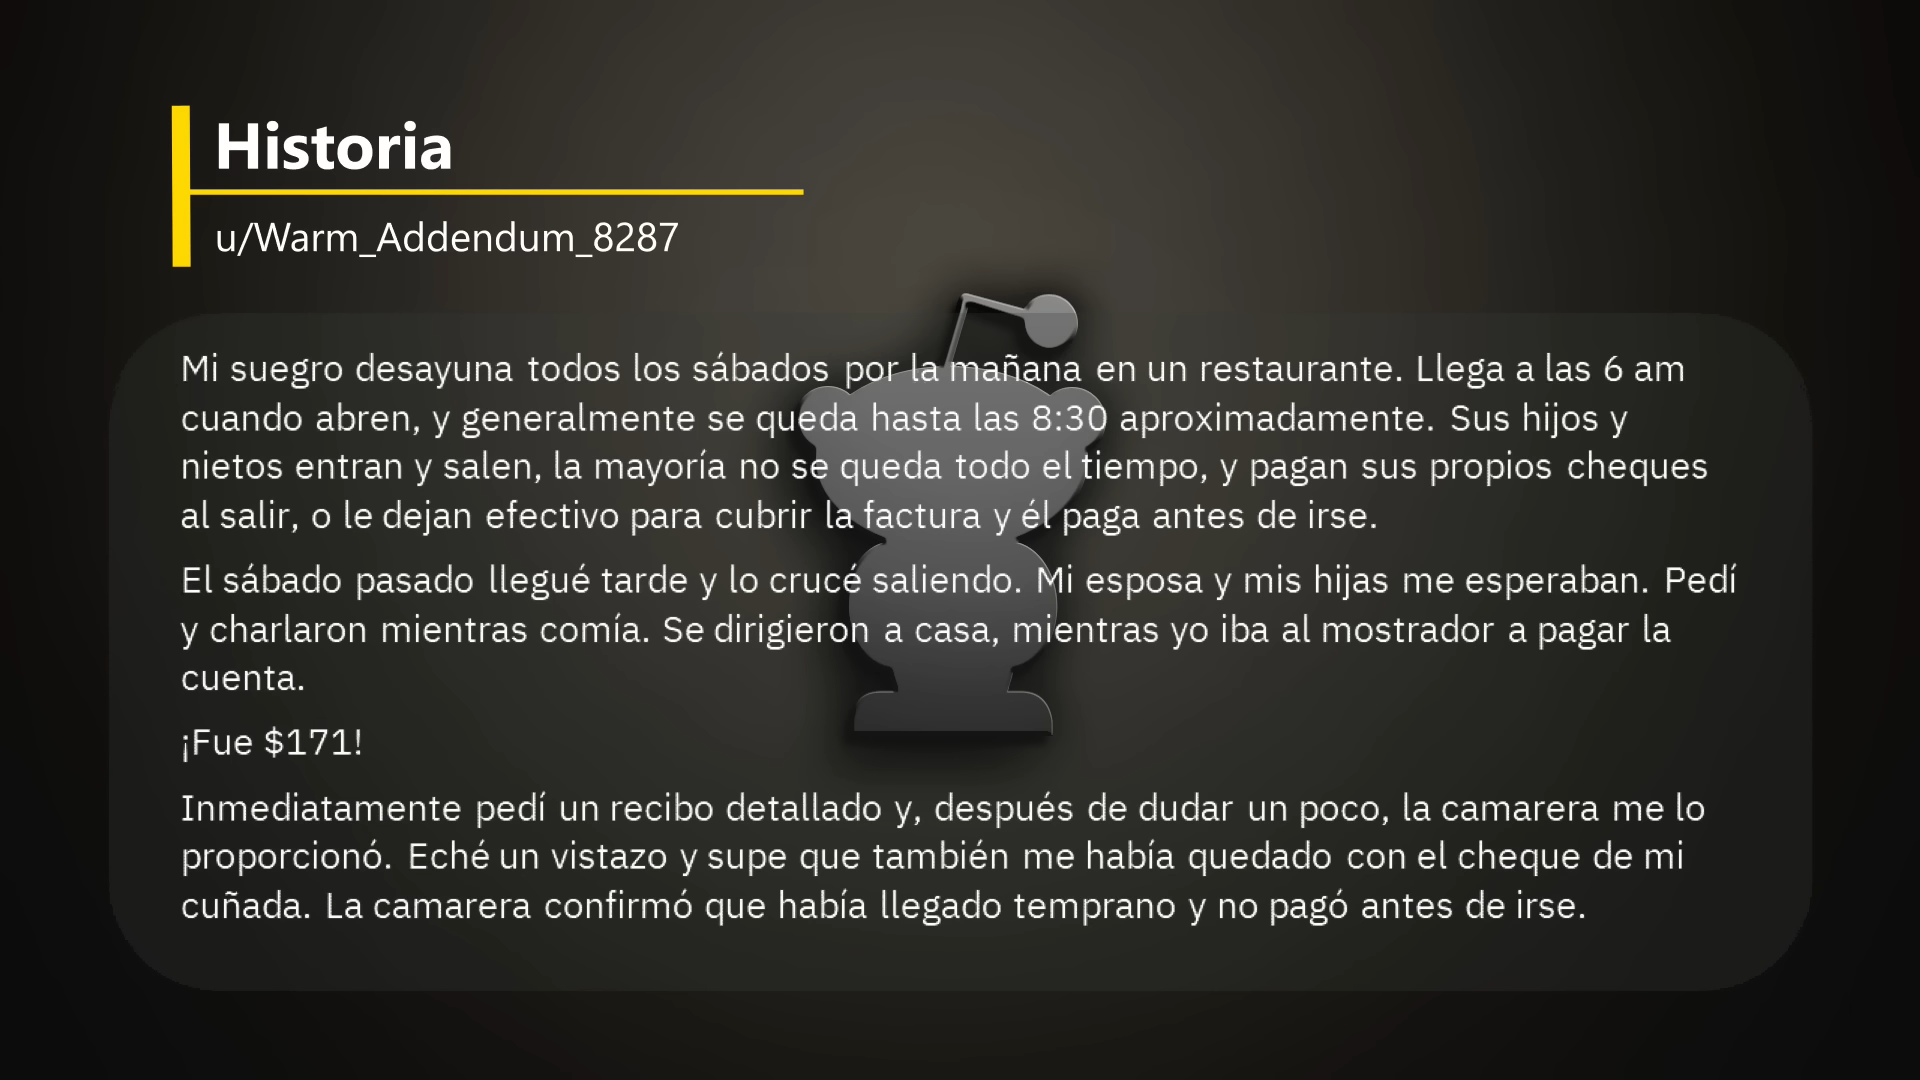 Historia
u/Warm_Addendum_8287
Mi suegro desayuna todos los sábados por la mañana en un restaurante. Llega a las 6 am
cuando abren, y generalmente se queda hasta las 8:30 aproximadamente. Sus hijos y
nietos entran y salen, la mayoría no se queda todo el tiempo, y pagan sus propios cheques
al salir, o le dejan efectivo para cubrir la factura y él paga antes de irse.
El sábado pasado llegué tarde y lo crucé saliendo. Mi esposa y mis hijas me esperaban. Pedí
y charlaron mientras comía. Se dirigieron a casa, mientras yo iba al mostrador a pagar la
cuenta.
¡Fue $171!
Inmediatamente pedí un recibo detallado y, después de dudar un poco, la camarera me lo
proporcionó. Eché un vistazo y supe que también me había quedado con el cheque de mi
cuñada. La camarera confirmó que había llegado temprano y no pagó antes de irse.